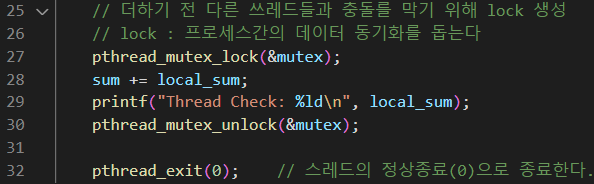 25 // 더하기 전 다른 쓰레드들과 충돌를 막기 위해 lock 생성
26 // lock : 프로세스간의 데이터 동기화를 돕는다
27 pthread_mutex_lock(&mutex);
28 sum += local_sum;
29 printf("Thread Check: %ld\n", local_sum);
30 pthread_mutex_unlock(&mutex);
31
32 pthread_exit(0); // 스레드의 정상종료(0)으로 종료한다.